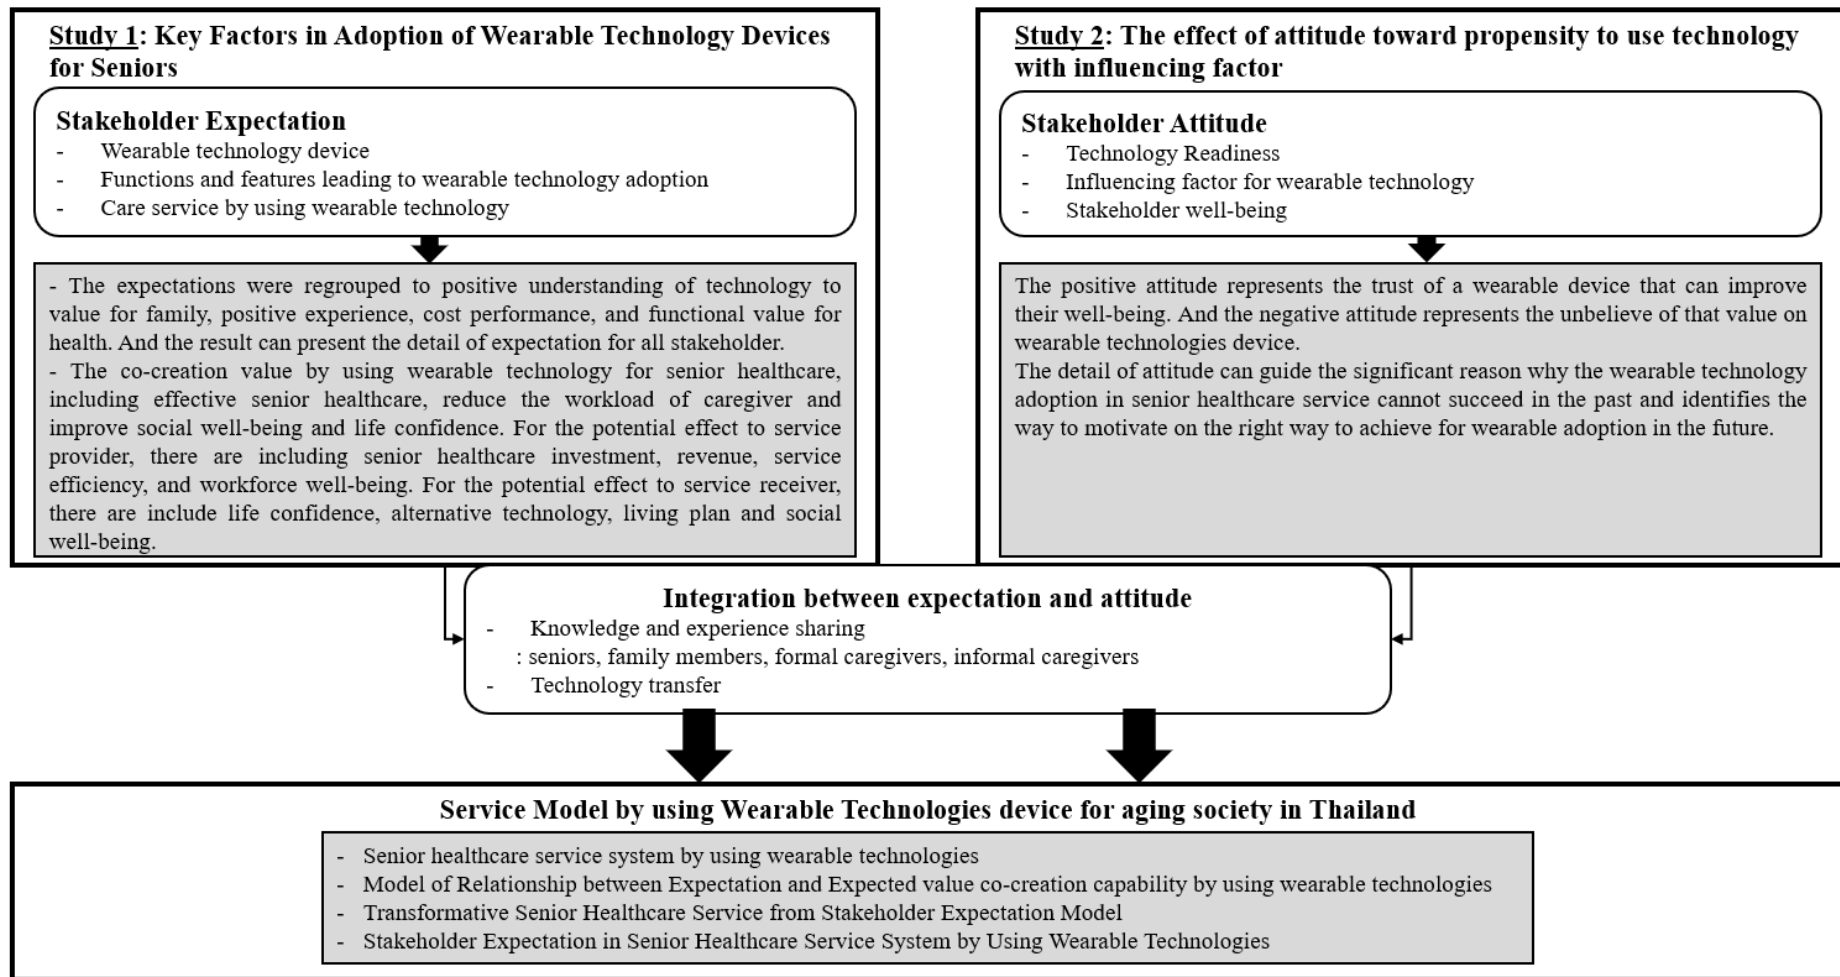 Study 1: Key Factors in Adoption of Wearable Technology Devices
for Seniors
Stakeholder Expectation
- Wearable technology device
- Functions and features leading to wearable technology adoption
- Care service by using wearable technology
- The expectations were regrouped to positive understanding of technology to
value for family, positive experience, cost performance, and functional value for
health. And the result can present the detail of expectation for all stakeholder.
- The co-creation value by using wearable technology for senior healthcare,
including effective senior healthcare, reduce the workload of caregiver and
improve social well-being and life confidence. For the potential effect to service
provider, there are including senior healthcare investment, revenue, service
efficiency, and workforce well-being. For the potential effect to service receiver,
there are include life confidence, alternative technology, living plan and social
well-being.
Study 2: The effect of attitude toward propensity to use technology
with influencing factor
Stakeholder Attitude
- Technology Readiness
- Influencing factor for wearable technology
- Stakeholder well-being
The positive attitude represents the trust of a wearable device that can improve
their well-being. And the negative attitude represents the unbelieve of that value on
wearable technologies device.
The detail of attitude can guide the significant reason why the wearable technology
adoption in senior healthcare service cannot succeed in the past and identifies the
way to motivate on the right way to achieve for wearable adoption in the future.
Integration between expectation and attitude
- Knowledge and experience sharing
: seniors, family members, formal caregivers, informal caregivers
- Technology transfer
Service Model by using Wearable Technologies device for aging society in Thailand
- Senior healthcare service system by using wearable technologies
- Model of Relationship between Expectation and Expected value co-creation capability by using wearable technologies
- Transformative Senior Healthcare Service from Stakeholder Expectation Model
- Stakeholder Expectation in Senior Healthcare Service System by Using Wearable Technologies